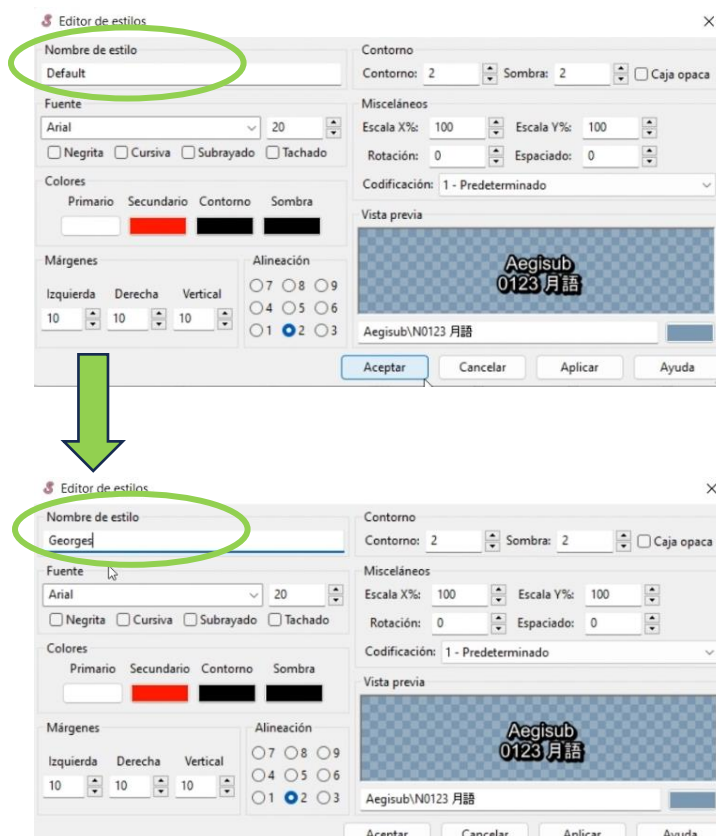 Editor de estilos
Nombre de estilo
Default
Contorno
Contorno: 2 Sombra: 2 Caja opaca
Fuente
Arial 20
Negrita Cursiva Subrayado Tachado
Misceláneos
Escala X%: 100 Escala Y%: 100
Rotación: 0 Espaciado: 0
Codificación: 1 - Predeterminado
Colores
Primario Secundario Contorno Sombra
Vista previa
Aegisub
0123 月語
Márgenes
Izquierda Derecha Vertical
10 10 10
Alineación
7 8 9
4 5 6
1 2 3
Aegisub\N0123 月語
Aceptar Cancelar Aplicar Ayuda
Editor de estilos
Nombre de estilo
Georges
Contorno
Contorno: 2 Sombra: 2 Caja opaca
Fuente
Arial 20
Negrita Cursiva Subrayado Tachado
Misceláneos
Escala X%: 100 Escala Y%: 100
Rotación: 0 Espaciado: 0
Codificación: 1 - Predeterminado
Colores
Primario Secundario Contorno Sombra
Vista previa
Aegisub
0123 月語
Márgenes
Izquierda Derecha Vertical
10 10 10
Alineación
7 8 9
4 5 6
1 2 3
Aegisub\N0123 月語
Aceptar Cancelar Aplicar Ayuda